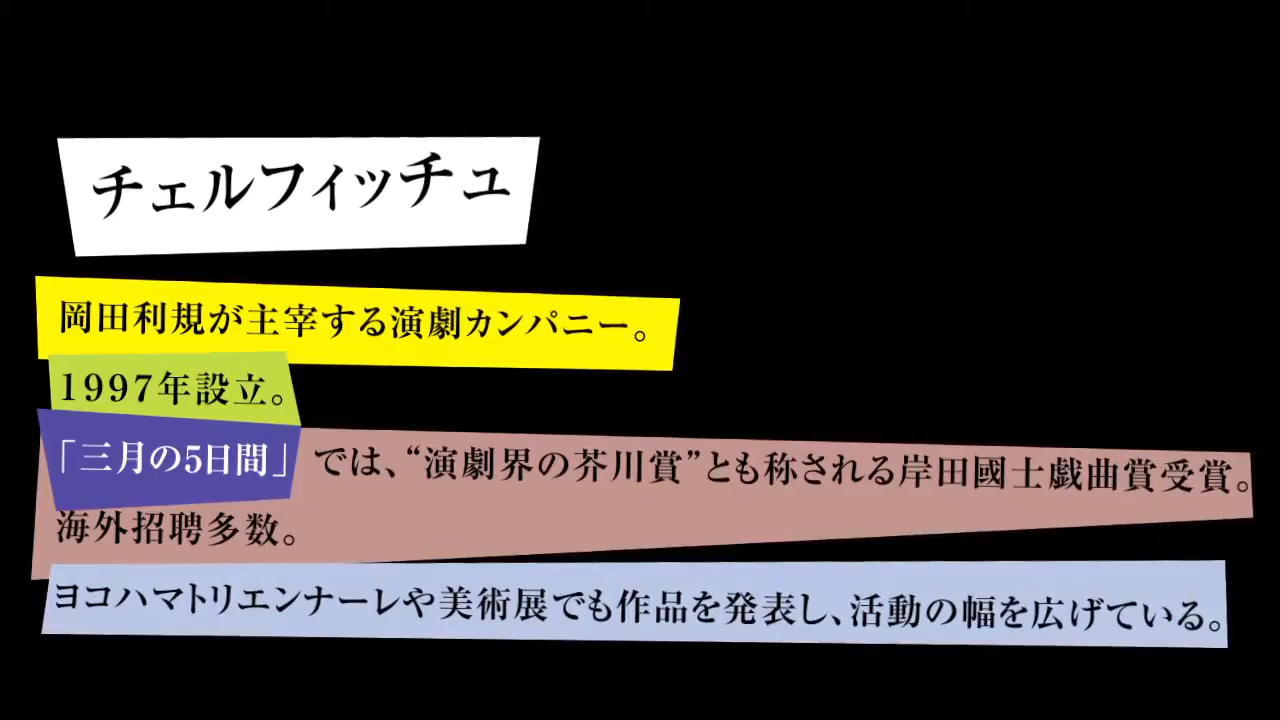 チェルフィッチュ
岡田利規が主宰する演劇カンパニー。
1997年設立。
「三月の5日間」では、“演劇界の芥川賞”とも称される岸田國士戯曲賞受賞。
海外招聘多数。
ヨコハマトリエンナーレや美術展でも作品を発表し、活動の幅を広げている。